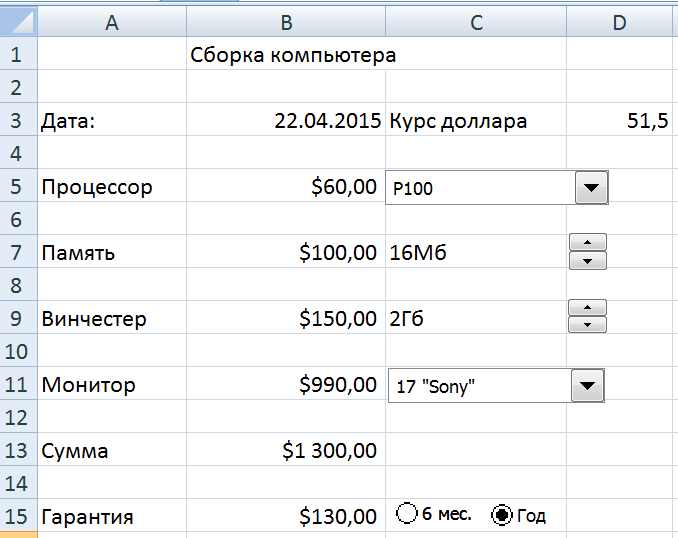 A B C D
1 Сборка компьютера
2
3 Дата: 22.04.2015 Курс доллара 51,5
4
5 Процессор $60,00 P100
6
7 Память $100,00 16Мб
8
9 Винчестер $150,00 2Гб
10
11 Монитор $990,00 17 "Sony"
12
13 Сумма $1 300,00
14
15 Гарантия $130,00 6 мес. Год